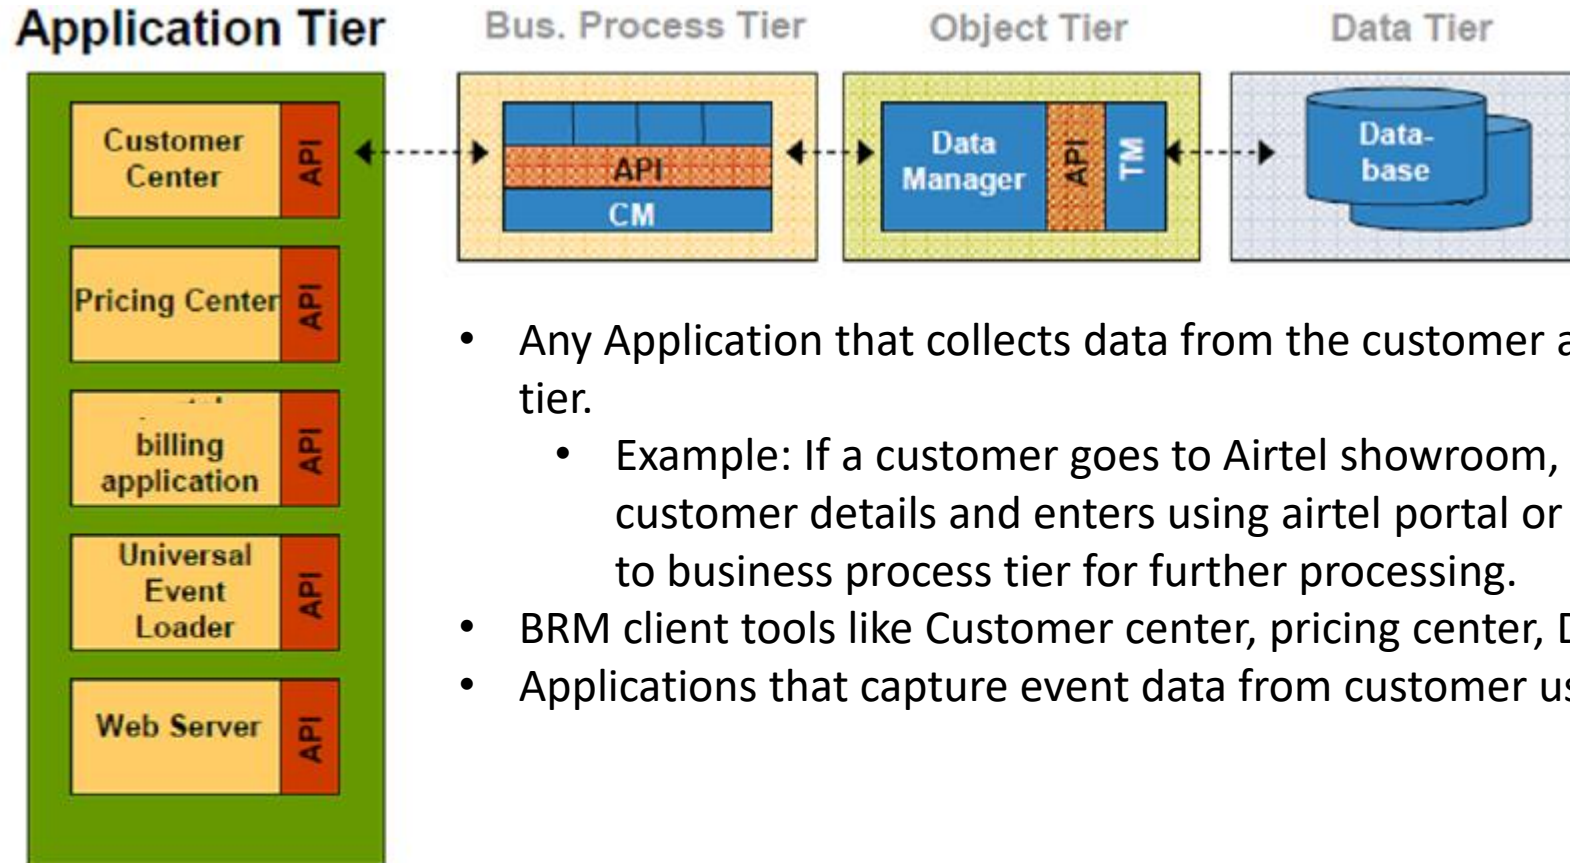 Application Tier
Bus. Process Tier
Object Tier
Data Tier
Customer
Center
API
Pricing Center
API
billing
application
API
Universal
Event
Loader
API
Web Server
API
API
CM
Data
Manager
API
TM
Data-
base
• Any Application that collects data from the customer
tier.
• Example: If a customer goes to Airtel showroom,
customer details and enters using airtel portal or
to business process tier for further processing.
• BRM client tools like Customer center, pricing center,
• Applications that capture event data from customer